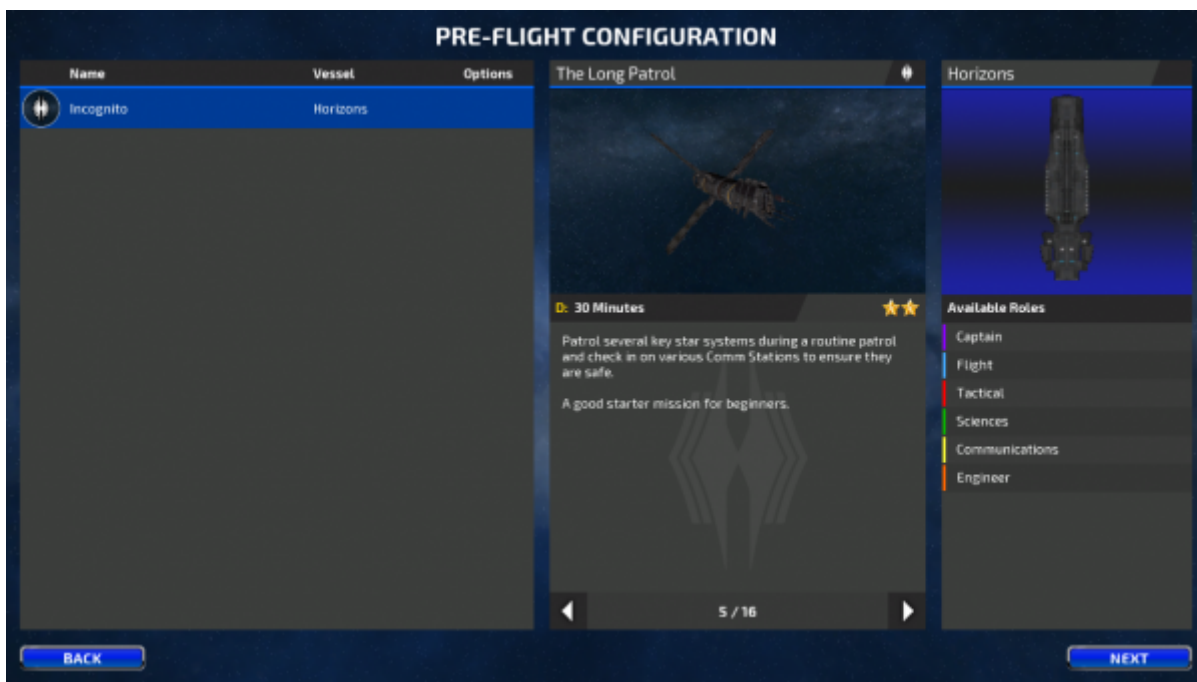 PRE-FLIGHT CONFIGURATION
Name Vessel Options
Incognito Horizons
The Long Patrol
D: 30 Minutes
Patrol several key star systems during a routine patrol
and check in on various Comm Stations to ensure they
are safe.
A good starter mission for beginners.
5 / 16
Horizons
Available Roles
Captain
Flight
Tactical
Sciences
Communications
Engineer
BACK
NEXT